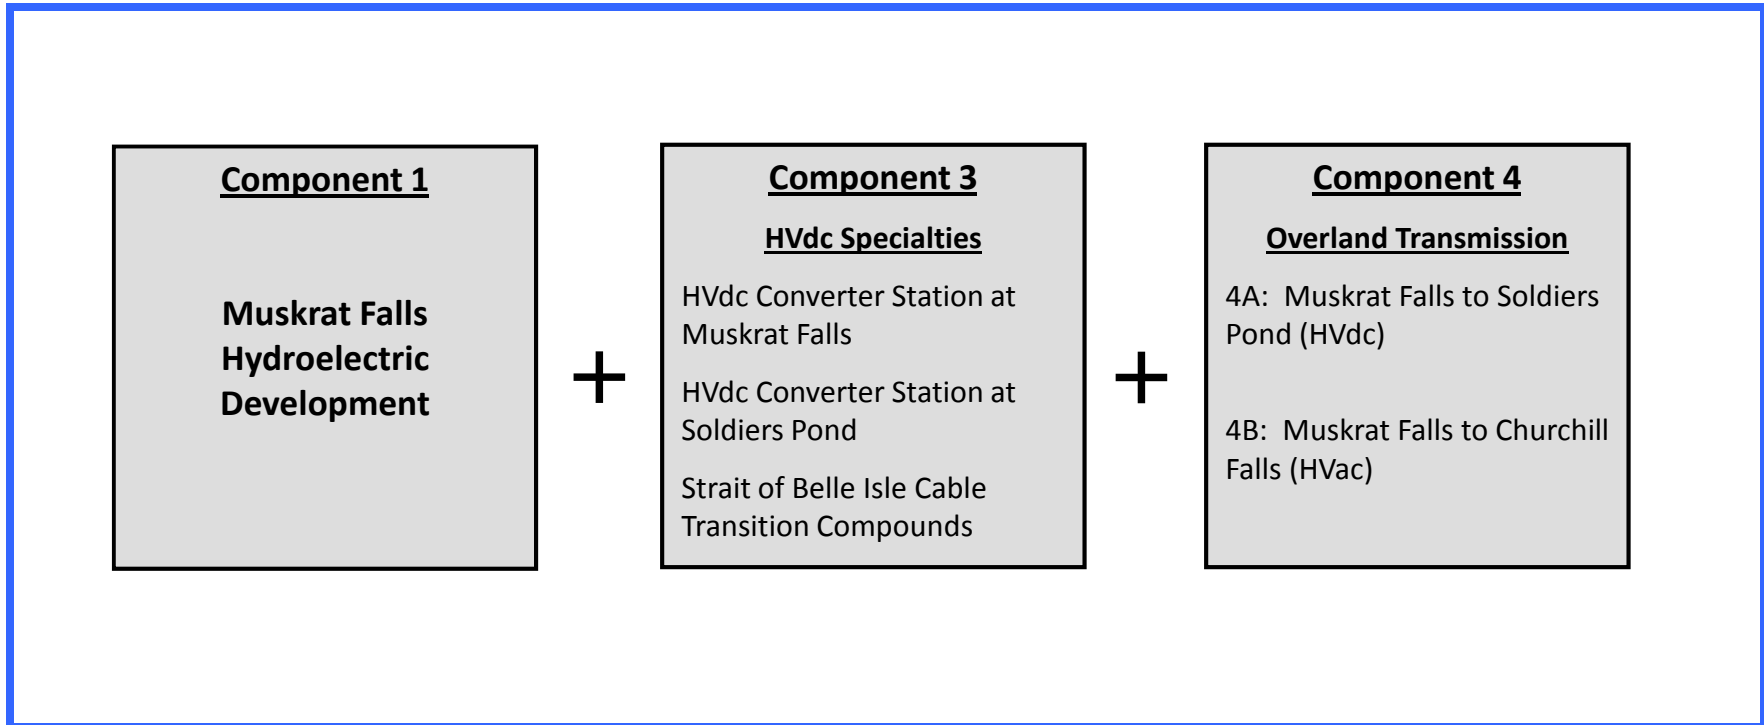 Component 1
Muskrat Falls
Hydroelectric
Development
+
Component 3
HVdc Specialties
HVdc Converter Station at
Muskrat Falls
HVdc Converter Station at
Soldiers Pond
Strait of Belle Isle Cable
Transition Compounds
+
Component 4
Overland Transmission
4A: Muskrat Falls to Soldiers
Pond (HVdc)
4B: Muskrat Falls to Churchill
Falls (HVac)